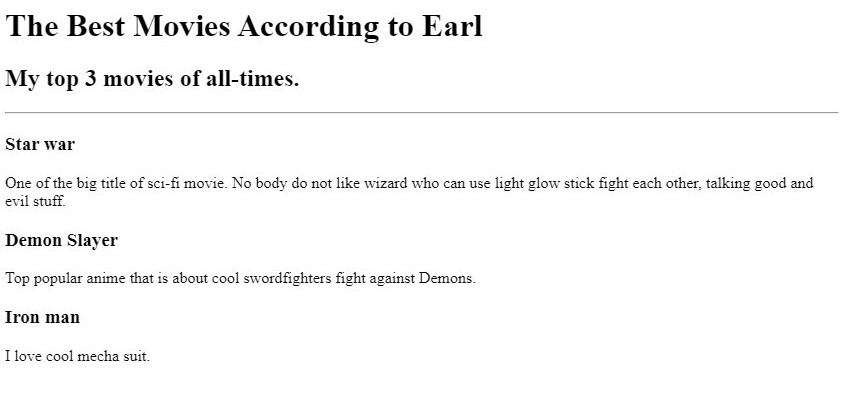 The Best Movies According to Earl
My top 3 movies of all-times.
Star war
One of the big title of sci-fi movie. No body do not like wizard who can use light glow stick fight each other, talking good and
evil stuff.
Demon Slayer
Top popular anime that is about cool swordfighters fight against Demons.
Iron man
I love cool mecha suit.